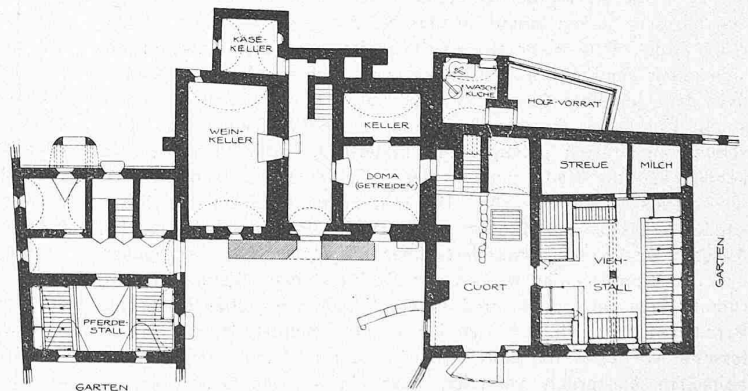 KÄSE-
KELLER
WEIN-
KELLER
KELLER
DOMA
(GETREIDEV.)
WASCH
KÜCHE
HOLZ-VORRAT
STREUE
MILCH
CUORT
VIEH-
STALL
GARTEN
PFERDE-
STALL
GARTEN